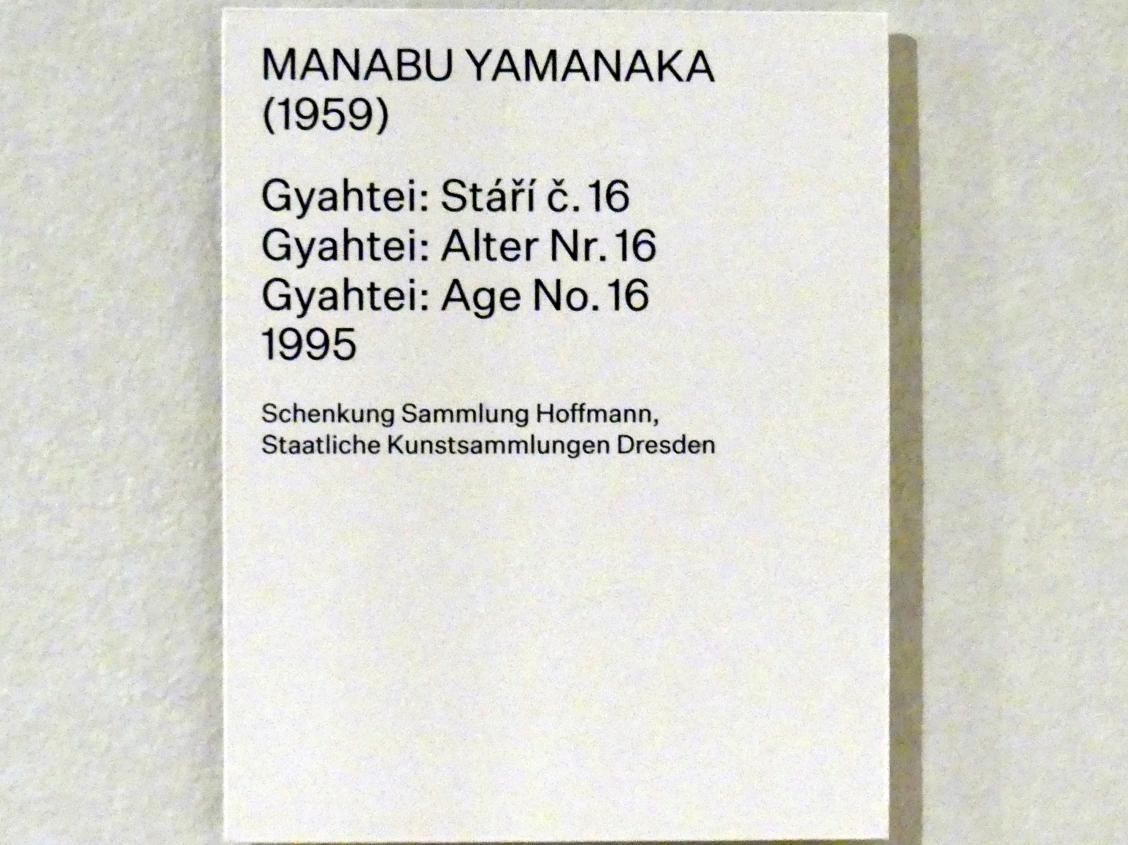 MANABU YAMANAKA
(1959)
Gyahtei: Stáří č. 16
Gyahtei: Alter Nr. 16
Gyahtei: Age No. 16
1995
Schenkung Sammlung Hoffmann,
Staatliche Kunstsammlungen Dresden